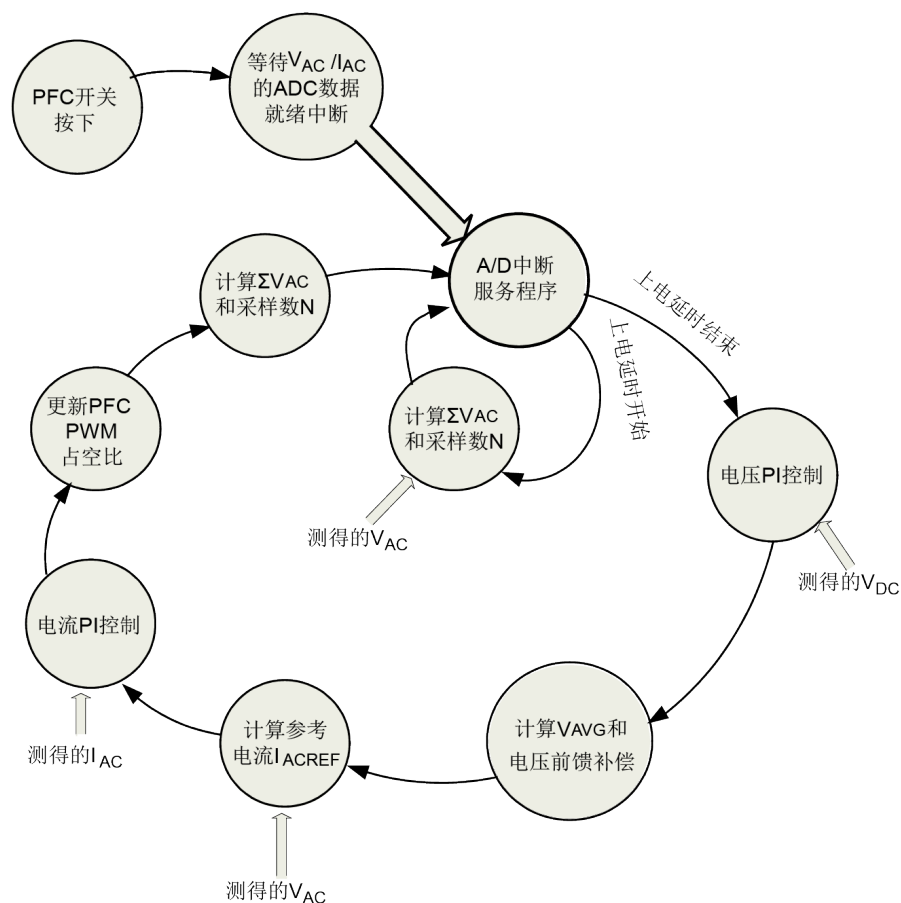 PFC开关
按下
等待VAC /IAC
的ADC数据
就绪中断
A/D中断
服务程序
计算ΣVAC
和采样数N
上电延时结束
上电延时开始
更新PFC
PWM
占空比
计算ΣVAC
和采样数N
电压PI控制
测得的VAC
测得的VDC
电流PI控制
计算参考
电流IACREF
计算VAVG和
电压前馈补偿
测得的IAC
测得的VAC